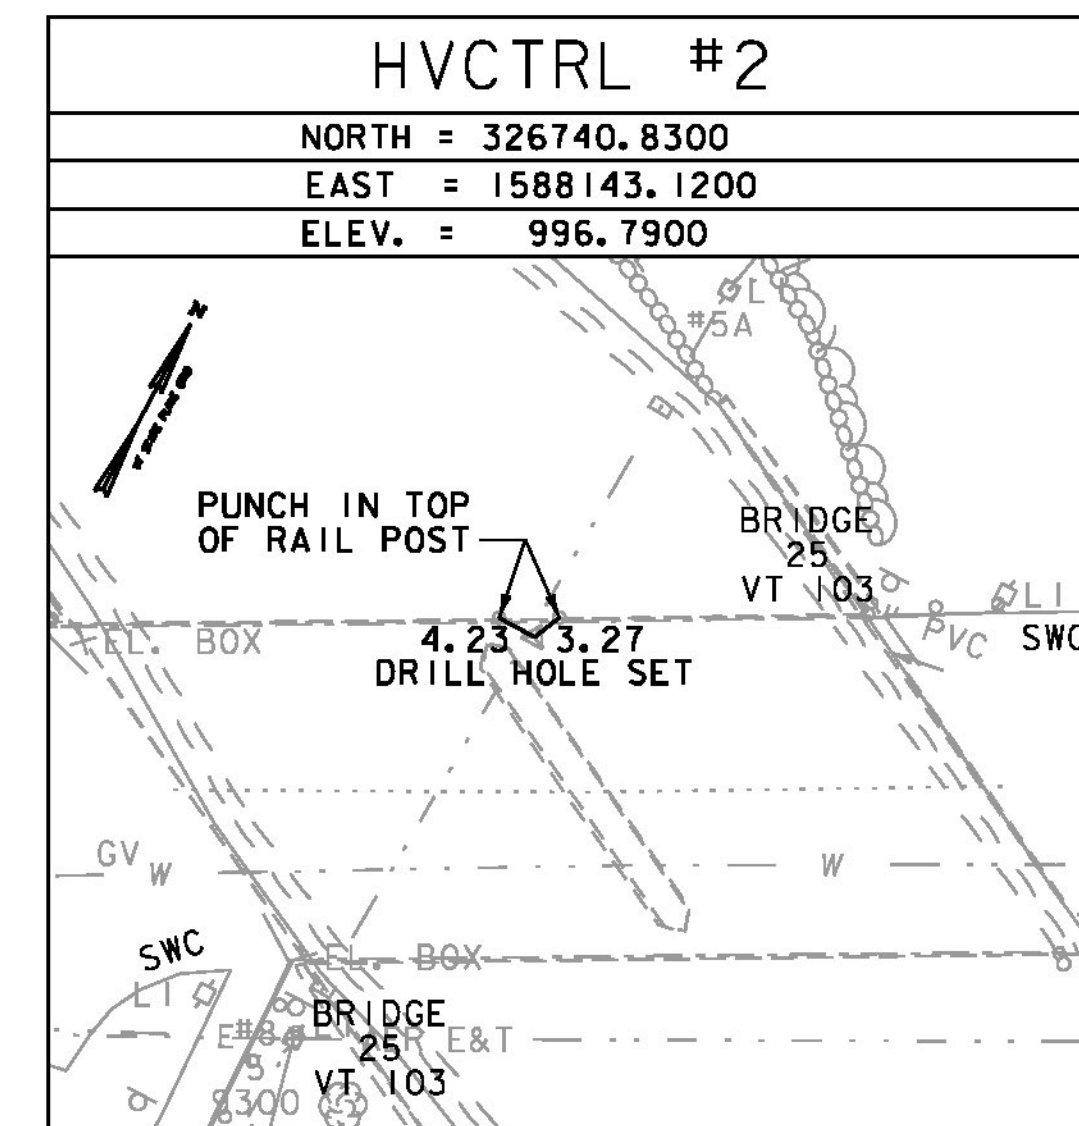 HVCTRL #2
NORTH = 326740.8300
EAST = 1588143.1200
ELEV. = 996.7900
N
L
#5A
PUNCH IN TOP
OF RAIL POST
BRIDGE
25
VT 103
LI
EL. BOX
4.23 3.27
PVC
SWC
DRILL HOLE SET
GV W
W
SWC
EL. BOX
LI
BRIDGE
25
VT 103
E&T